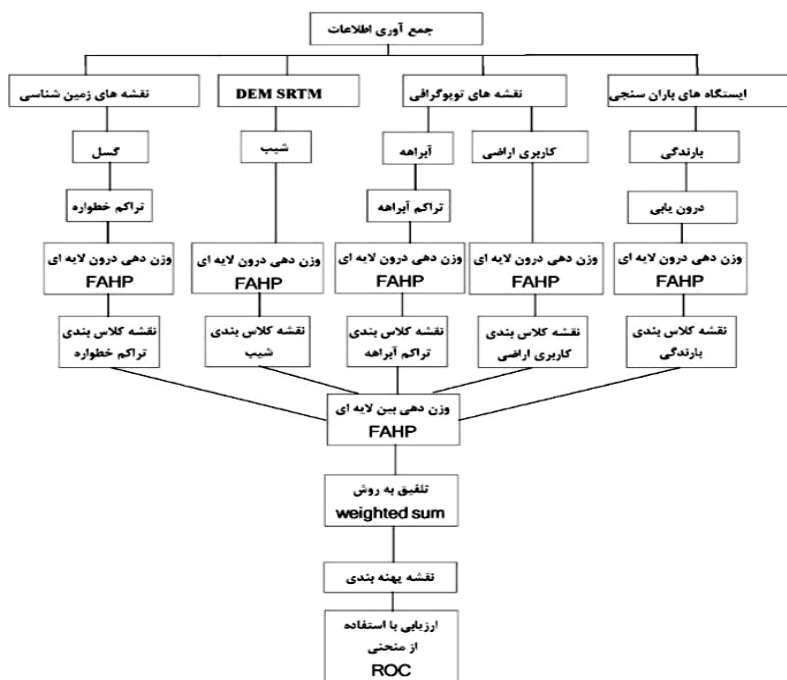 جمع آوری اطلاعات
ایستگاه های باران سنجی
نقشه های توپوگرافی
DEM SRTM
نقشه های زمین شناسی
بارندگی
کاربری اراضی
آبراهه
شیب
گسل
درون یابی
تراکم آبراهه
تراکم خطواره
وزن دهی درون لایه ای
FAHP
وزن دهی درون لایه ای
FAHP
وزن دهی درون لایه ای
FAHP
وزن دهی درون لایه ای
FAHP
وزن دهی درون لایه ای
FAHP
نقشه کلاس بندی
بارندگی
نقشه کلاس بندی
کاربری اراضی
نقشه کلاس بندی
تراکم آبراهه
نقشه کلاس بندی
شیب
نقشه کلاس بندی
تراکم خطواره
وزن دهی بین لایه ای
FAHP
تلفیق به روش
weighted sum
نقشه پهنه بندی
ارزیابی با استفاده
از منحنی
ROC